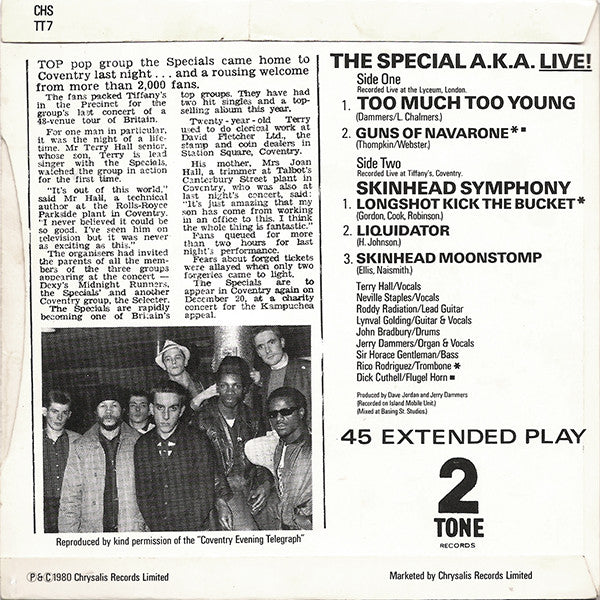 CHS
TT7
TOP pop group the Specials came home to
Coventry last night . . . and a rousing welcome
from more than 2,000 fans.
The fans packed Tiffany's
in the Precinct for the
group's last concert of a
48-venue tour of Britain.
For one man in particular,
it was the night of a life-
time. Mr Terry Hall senior,
whose son, Terry is lead
singer with the Specials,
watched the group in action
for the first time.
"It's out of this world,"
said Mr Hall, a technical
author at the Rolls-Royce
Parkside plant in Coventry.
"I never believed it could be
so good. I've seen him on
television but it was never
as exciting as this."
The organisers had invited
the parents of all the mem-
bers of the three groups
appearing at the concert —
Dexy's Midnight Runners,
the Specials' and another
Coventry group, the Selecter.
The Specials are rapidly
becoming one of Britain's
top groups. They have had
two hit singles and a top-
selling album this year.
Twenty - year - old Terry
used to do clerical work at
David Fletcher Ltd., the
stamp and coin dealers in
Station Square, Coventry.
His mother, Mrs Joan
Hall, a trimmer at Talbot's
Canterbury Street plant in
Coventry, who was also at
last night's concert, said:
"It's just amazing that my
son has come from working
in an office to this. I think
the whole thing is fantastic."
Fans queued for more
than two hours for last
night's performance.
Fears about forged tickets
were allayed when only two
forgeries came to light.
The Specials are to
appear in Coventry again on
December 20, at a charity
concert for the Kampuchea
appeal.
Reproduced by kind permission of the "Coventry Evening Telegraph"
THE SPECIAL A.K.A. LIVE!
Side One
Recorded Live at the Lyceum, London.
1. TOO MUCH TOO YOUNG
(Dammers/L. Chalmers.)
2. GUNS OF NAVARONE*▪
(Thompkin/Webster.)
Side Two
Recorded Live at Tiffany's, Coventry.
SKINHEAD SYMPHONY
1. LONGSHOT KICK THE BUCKET*
(Gordon, Cook, Robinson.)
2. LIQUIDATOR
(H. Johnson.)
3. SKINHEAD MOONSTOMP
(Ellis, Naismith.)
Terry Hall/Vocals
Neville Staples/Vocals
Roddy Radiation/Lead Guitar
Lynval Golding/Guitar & Vocals
John Bradbury/Drums
Jerry Dammers/Organ & Vocals
Sir Horace Gentleman/Bass
Rico Rodriguez/Trombone *
Dick Cuthell/Flugel Horn ▪
Produced by Dave Jordan and Jerry Dammers
(Recorded on Island Mobile Unit.)
(Mixed at Basing St. Studios.)
45 EXTENDED PLAY
2
TONE
RECORDS
Ⓟ & Ⓒ 1980 Chrysalis Records Limited
Marketed by Chrysalis Records Limited